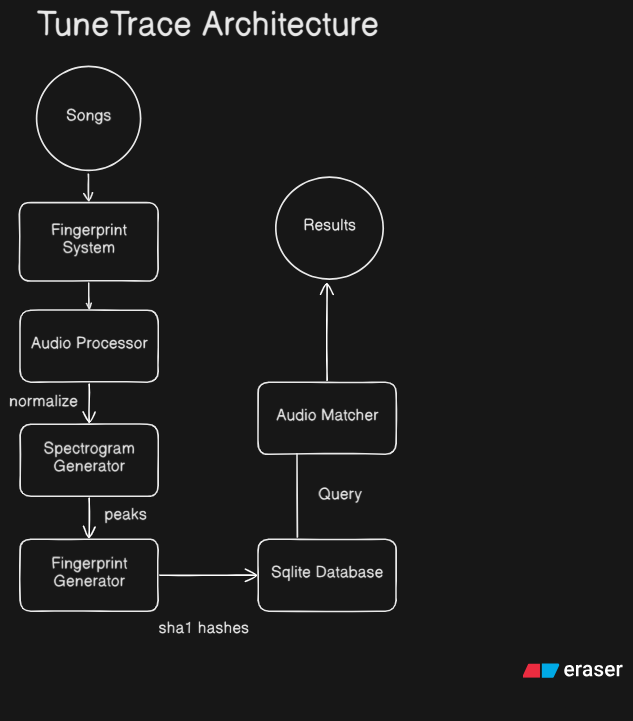 TuneTrace Architecture
Songs
Fingerprint
System
Audio Processor
normalize
Spectrogram
Generator
peaks
Fingerprint
Generator
sha1 hashes
Sqlite Database
Query
Audio Matcher
Results
eraser